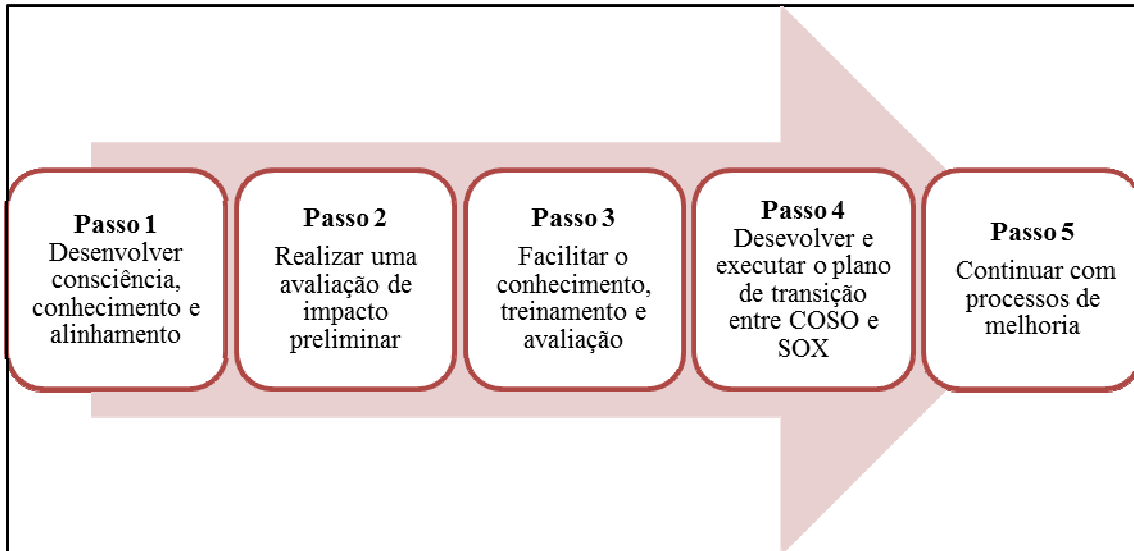 Passo 1
Desenvolver
consciência,
conhecimento e
alinhamento
Passo 2
Realizar uma
avaliação de
impacto
preliminar
Passo 3
Facilitar o
conhecimento,
treinamento e
avaliação
Passo 4
Desevolver e
executar o plano
de transição
entre COSO e
SOX
Passo 5
Continuar com
processos de
melhoria